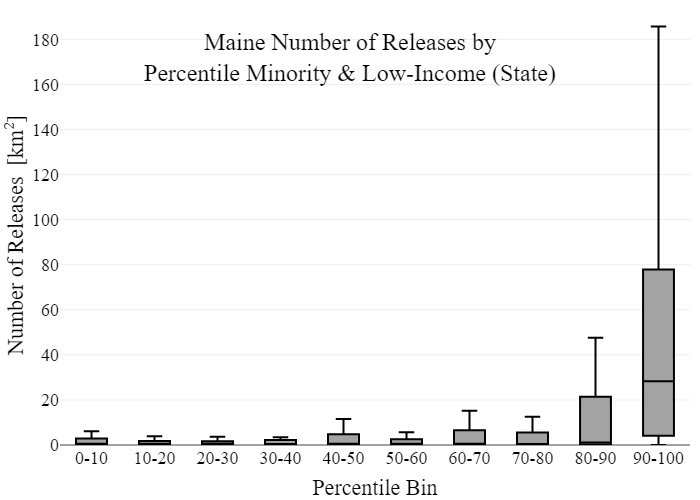 Maine Number of Releases by
Percentile Minority & Low-Income (State)
Number of Releases [km²]
180
160
140
120
100
80
60
40
20
0
0-10 10-20 20-30 30-40 40-50 50-60 60-70 70-80 80-90 90-100
Percentile Bin